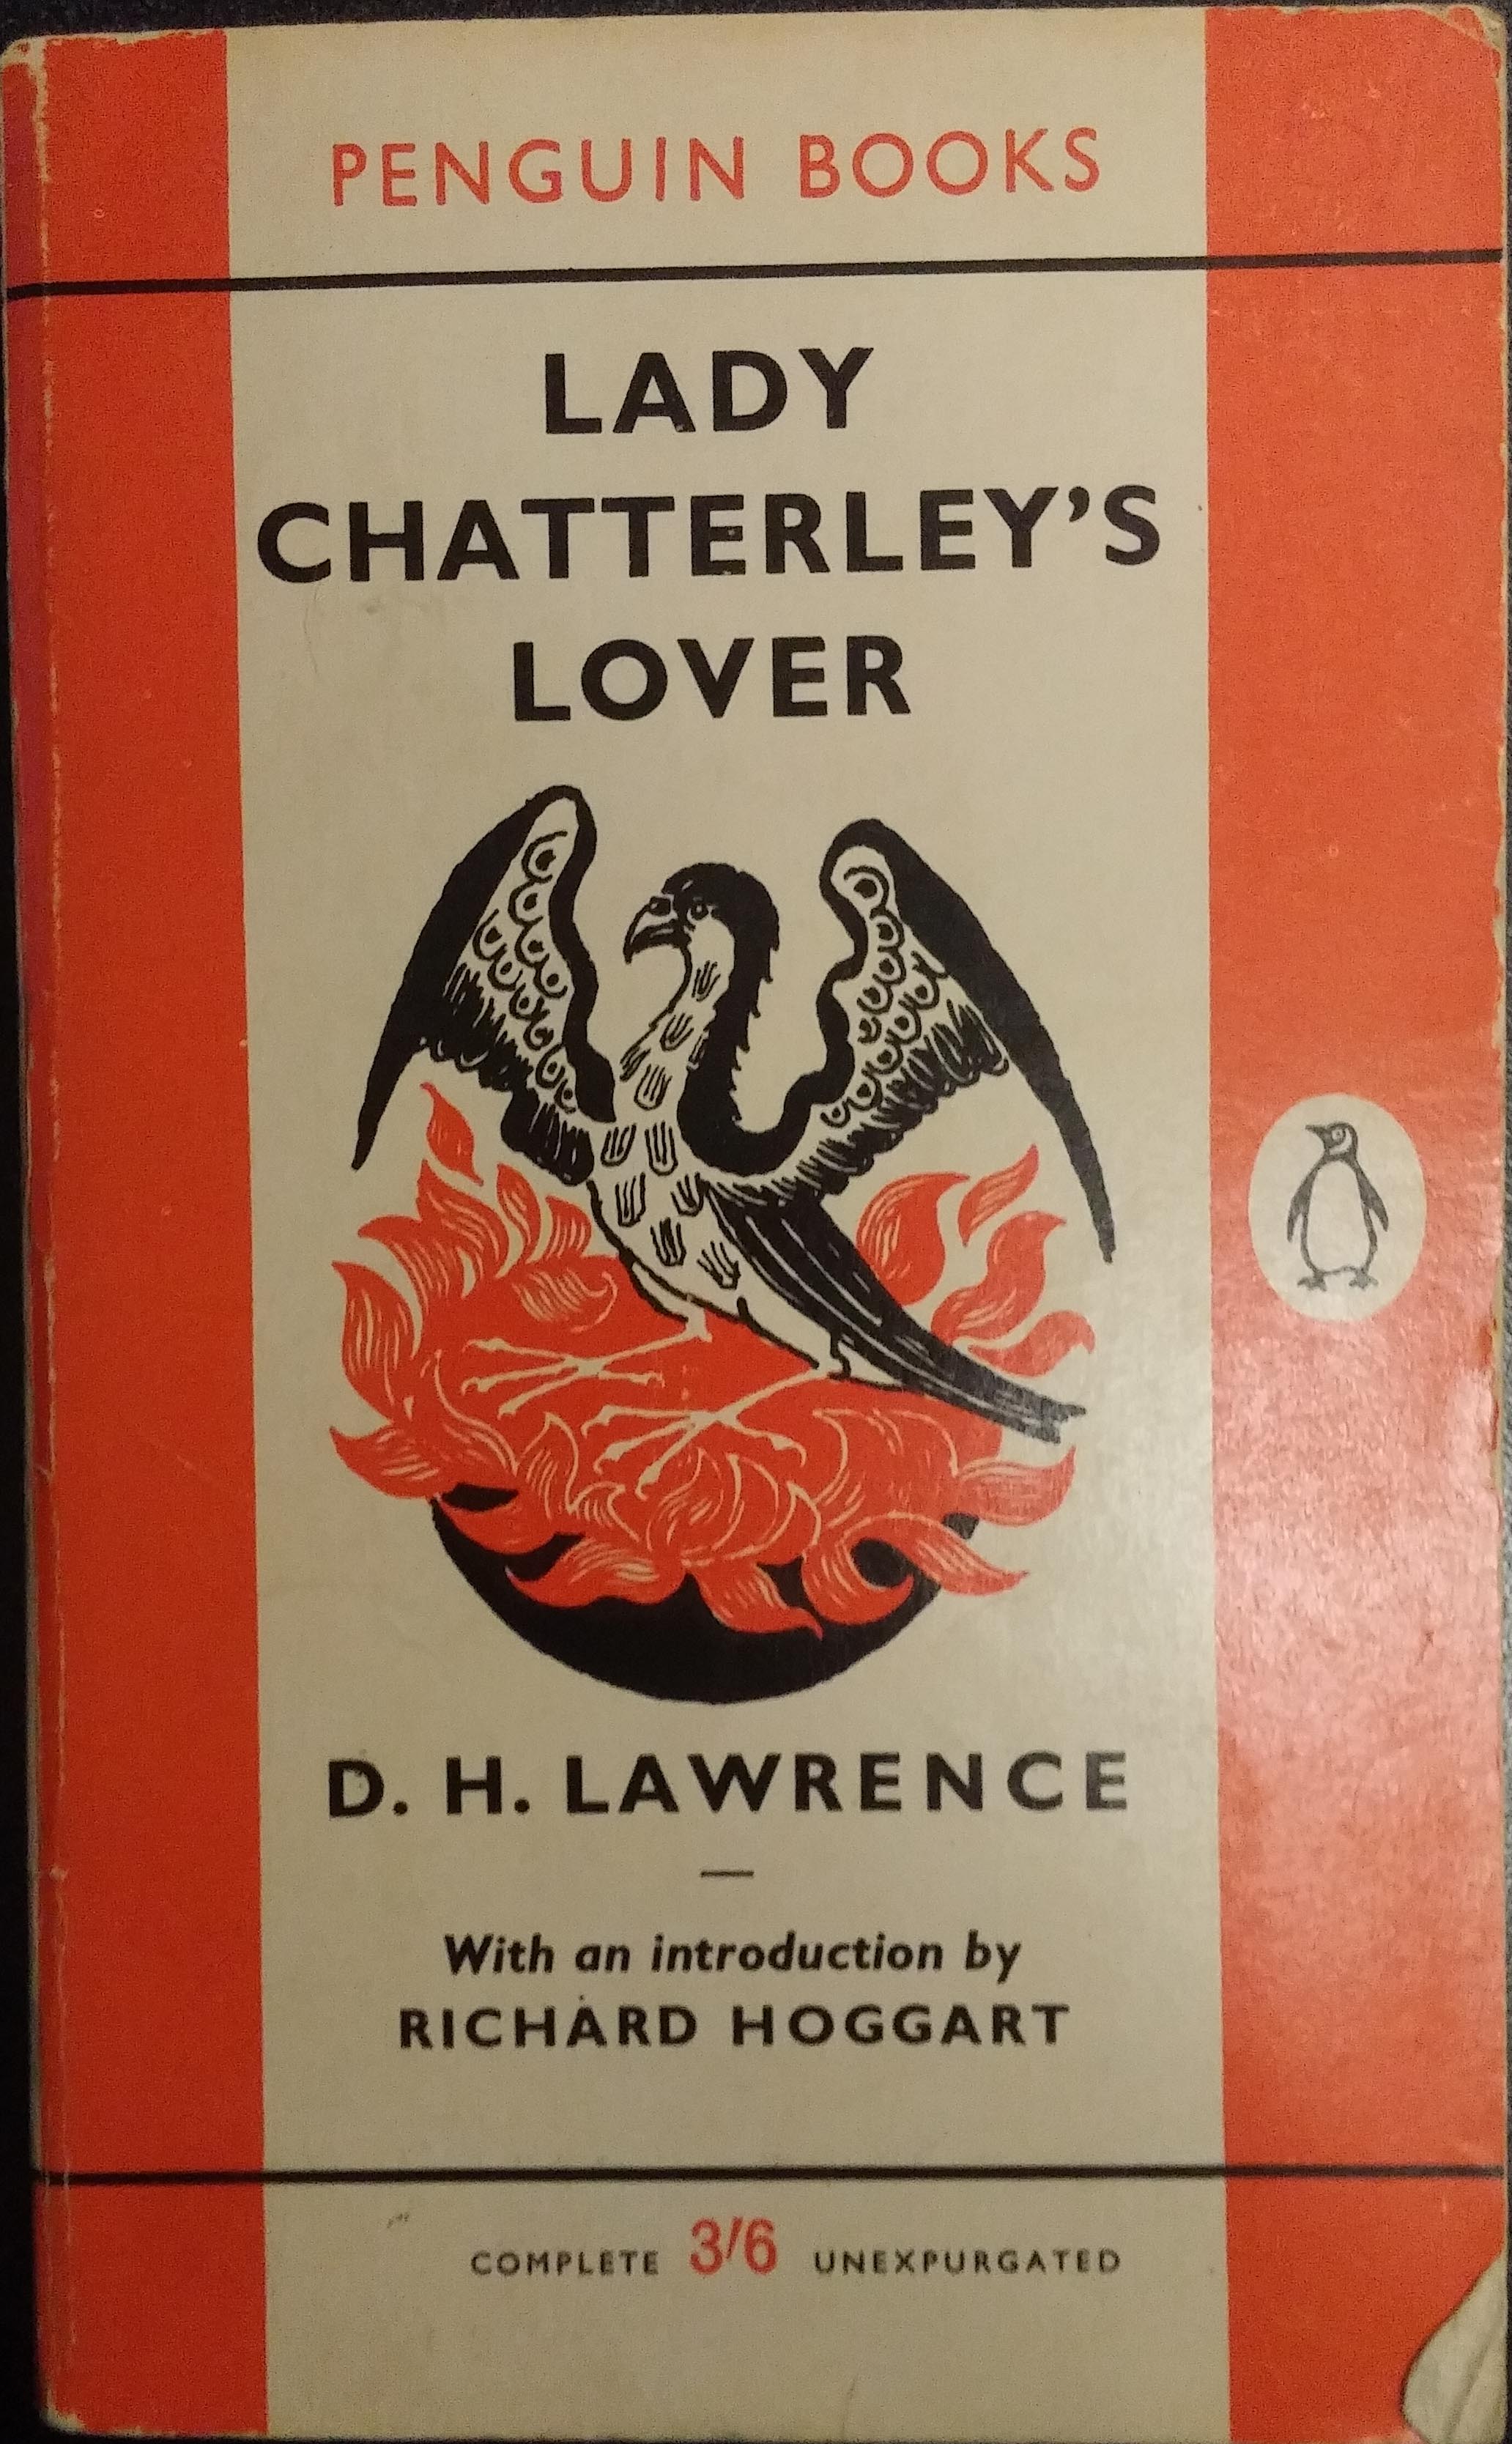 PENGUIN BOOKS
LADY
CHATTERLEY’S
LOVER
D. H. LAWRENCE
—
With an introduction by
RICHARD HOGGART
COMPLETE 3/6 UNEXPURGATED